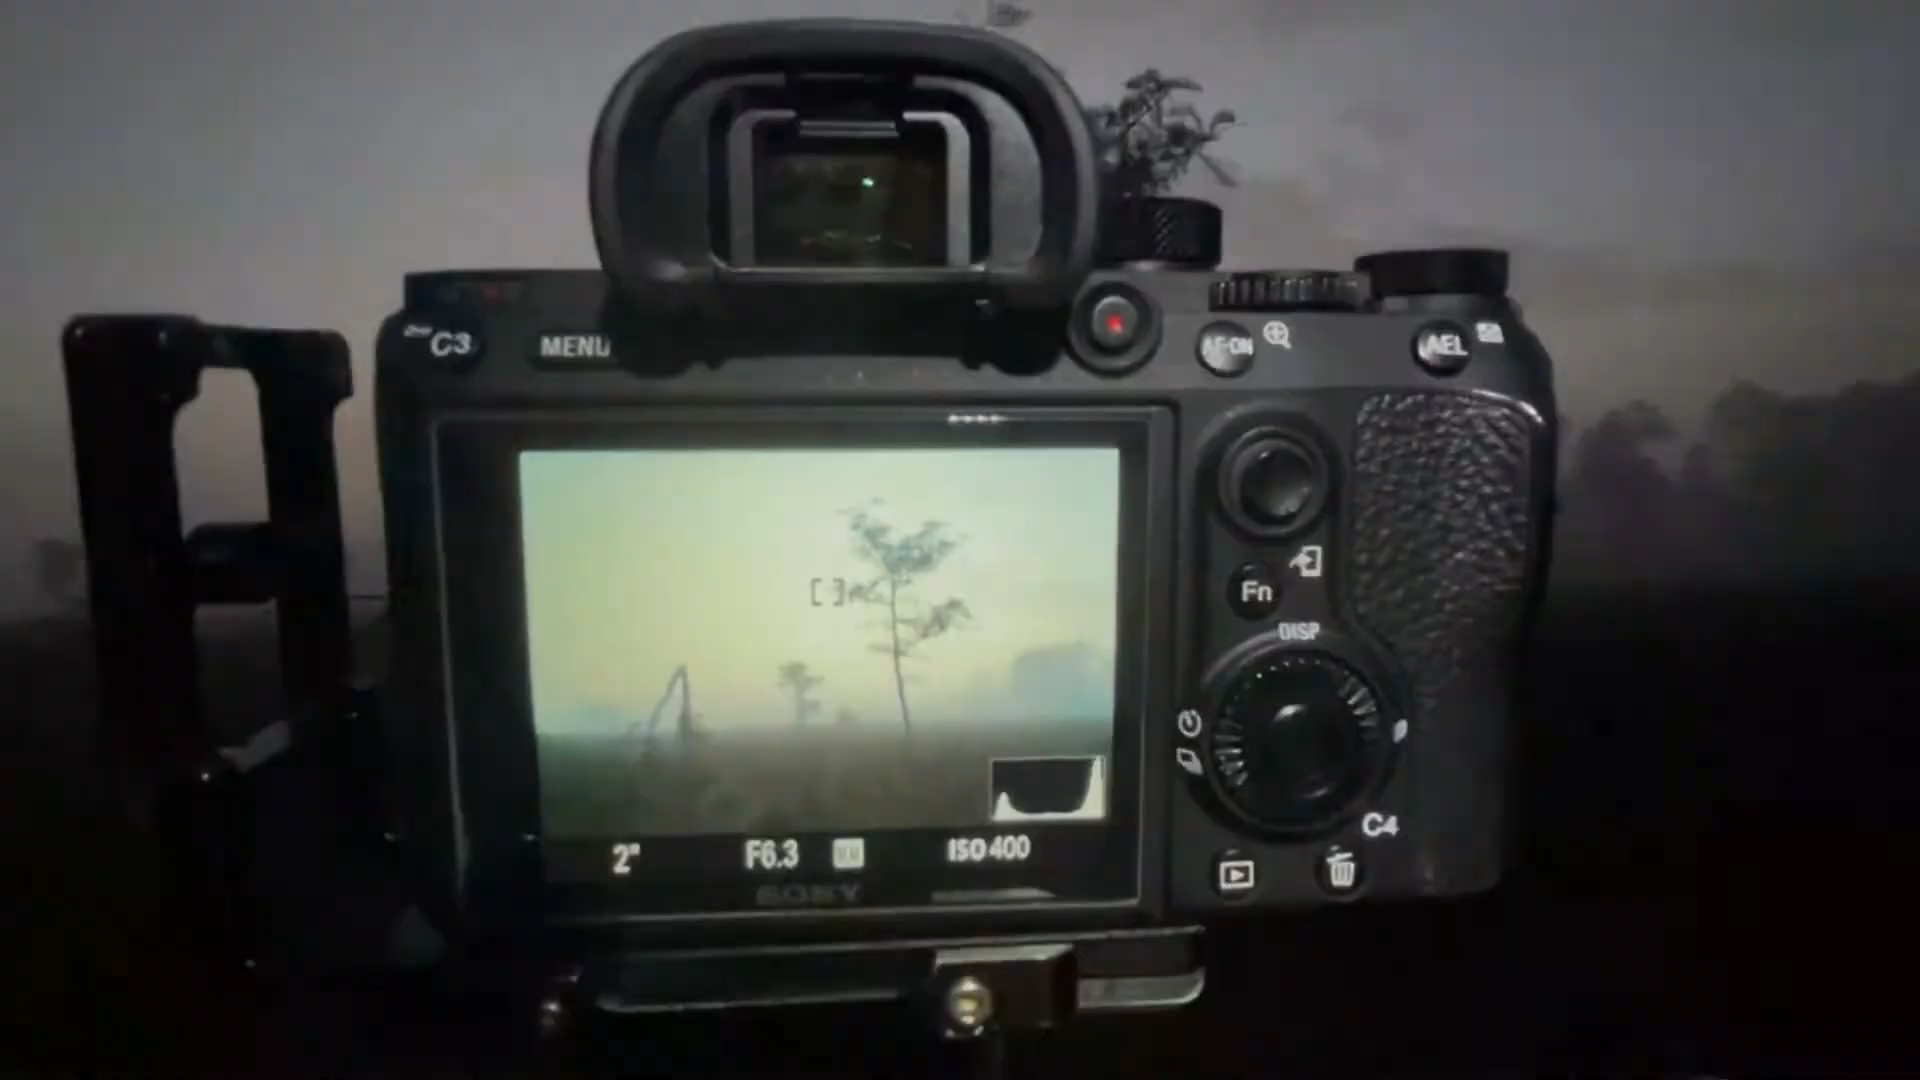 C3
MENU
AF-ON
AEL
Fn
DISP
2" F6.3 ISO 400
SONY
C4